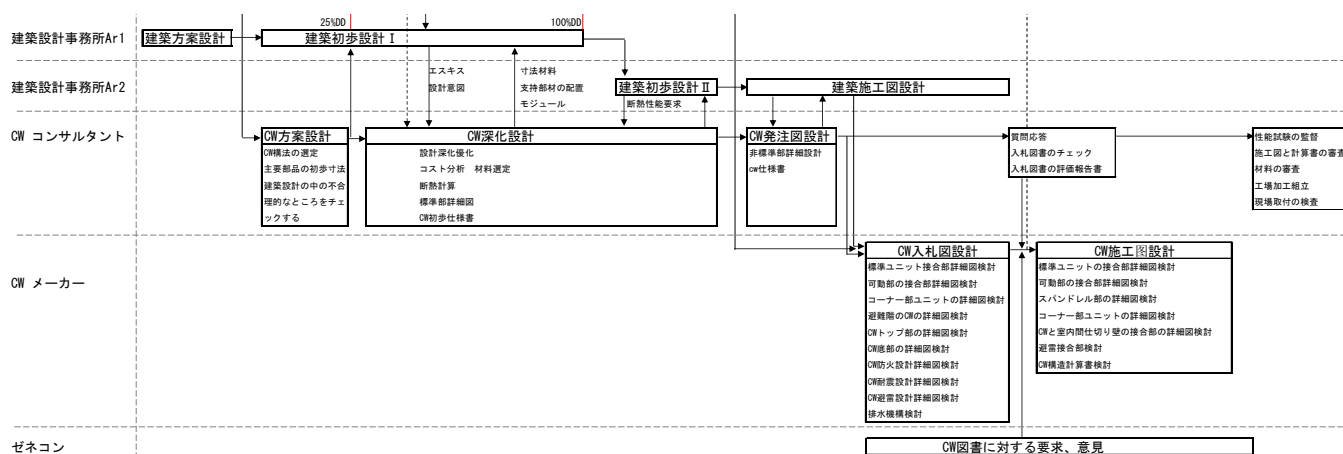 25%DD
100%DD
建築設計事務所Ar1
建築方案設計
建築初歩設計Ⅰ
エスキス
設計意図
寸法材料
支持部材の配置
モジュール
建築設計事務所Ar2
建築初歩設計Ⅱ
断熱性能要求
建築施工図設計
CW コンサルタント
CW方案設計
CW構法の選定
主要部品の初歩寸法
建築設計の中の不合
理的なところをチェ
ックする
CW深化設計
設計深化優化
コスト分析 材料選定
断熱計算
標準部詳細図
CW初歩仕様書
CW発注図設計
非標準部詳細設計
cw仕様書
質問応答
入札図書のチェック
入札図書の評価報告書
性能試験の監督
施工図と計算書の審査
材料の審査
工場加工組立
現場取付の検査
CW メーカー
CW入札図設計
標準ユニット接合部詳細図検討
可動部の接合部詳細図検討
コーナー部ユニットの詳細図検討
避難階のCWの詳細図検討
CWトップ部の詳細図検討
CW底部の詳細図検討
CW防火設計詳細図検討
CW耐震設計詳細図検討
CW避雷設計詳細図検討
排水機構検討
CW施工图設計
標準ユニットの接合部詳細図検討
可動部の接合部詳細図検討
スパンドレル部の詳細図検討
コーナー部ユニットの詳細図検討
CWと室内間仕切り壁の接合部の詳細図検討
避雷接合部検討
CW構造計算書検討
ゼネコン
CW図書に対する要求、意見